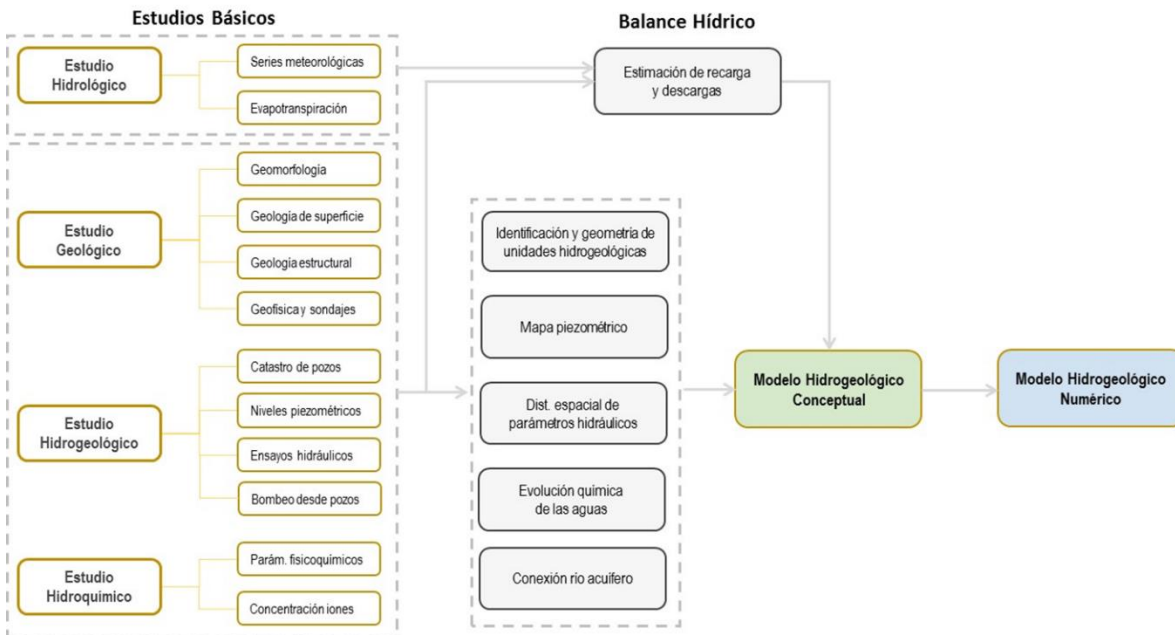 Estudios Básicos
Balance Hídrico
Estudio
Hidrológico
Series meteorológicas
Evapotranspiración
Estimación de recarga
y descargas
Estudio
Geológico
Geomorfología
Geología de superficie
Geología estructural
Geofísica y sondajes
Identificación y geometría de
unidades hidrogeológicas
Mapa piezométrico
Dist. espacial de
parámetros hidráulicos
Evolución química
de las aguas
Conexión río acuífero
Estudio
Hidrogeológico
Catastro de pozos
Niveles piezométricos
Ensayos hidráulicos
Bombeo desde pozos
Estudio
Hidroquimico
Parám. fisicoquímicos
Concentración iones
Modelo Hidrogeológico
Conceptual
Modelo Hidrogeológico
Numérico